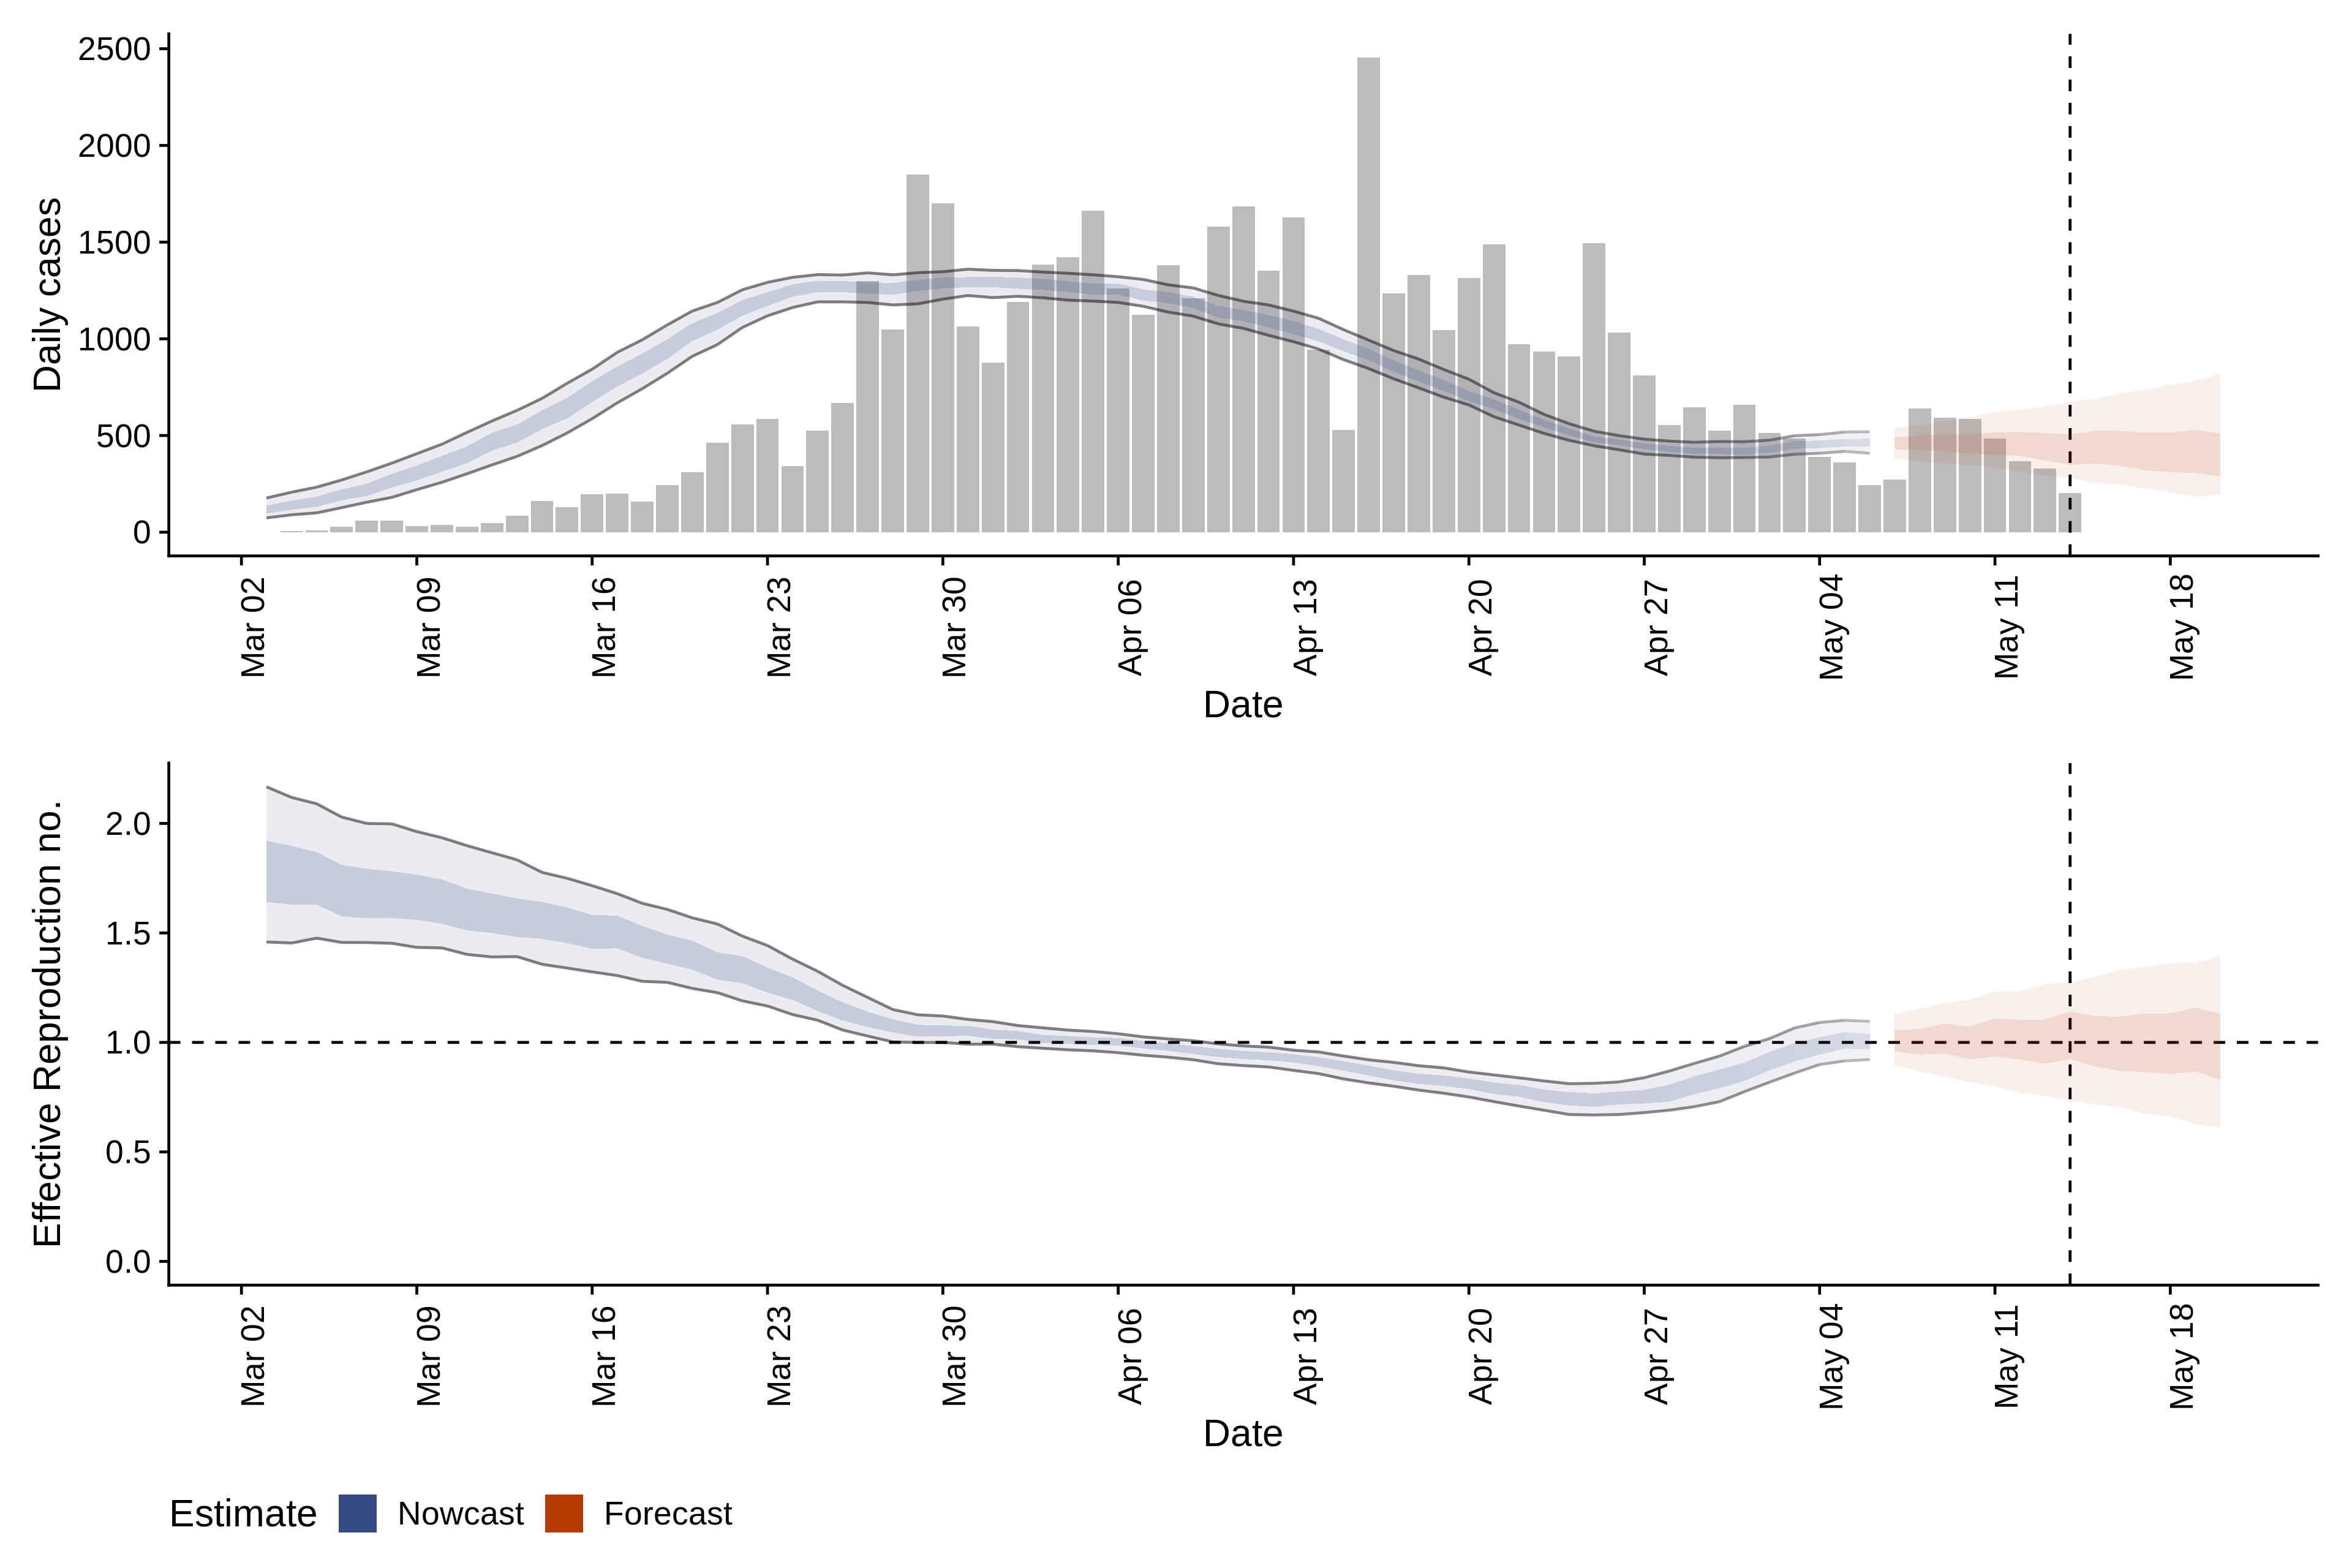 Daily cases
2500
2000
1500
1000
500
0
Mar 02
Mar 09
Mar 16
Mar 23
Mar 30
Apr 06
Apr 13
Apr 20
Apr 27
May 04
May 11
May 18
Date
Effective Reproduction no.
2.0
1.5
1.0
0.5
0.0
Mar 02
Mar 09
Mar 16
Mar 23
Mar 30
Apr 06
Apr 13
Apr 20
Apr 27
May 04
May 11
May 18
Date
Estimate Nowcast Forecast